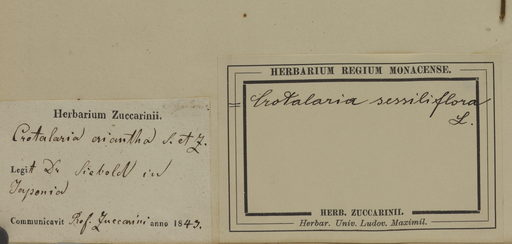 Herbarium Zuccarinii.
Crotalaria eriantha S. et Z.
Legit Dr Siebold in
Japonia
Communicavit Prof. Zuccarini anno 1843.
HERBARIUM REGIUM MONACENSE.
= Crotalaria sessiliflora
L.
HERB. ZUCCARINII.
Herbar. Univ. Ludov. Maximil.